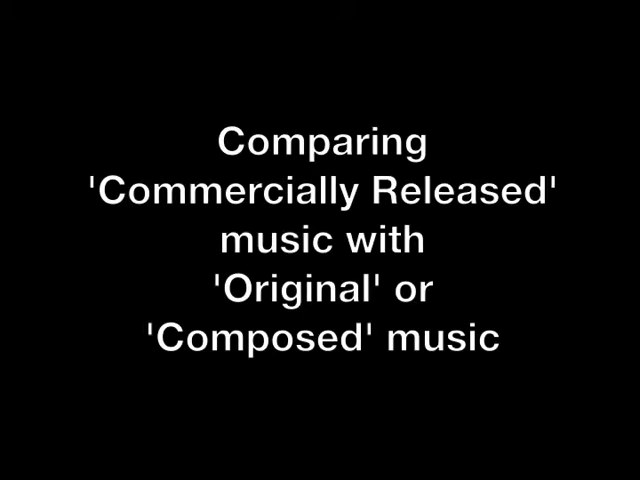 Comparing
'Commercially Released'
music with
'Original' or
'Composed' music